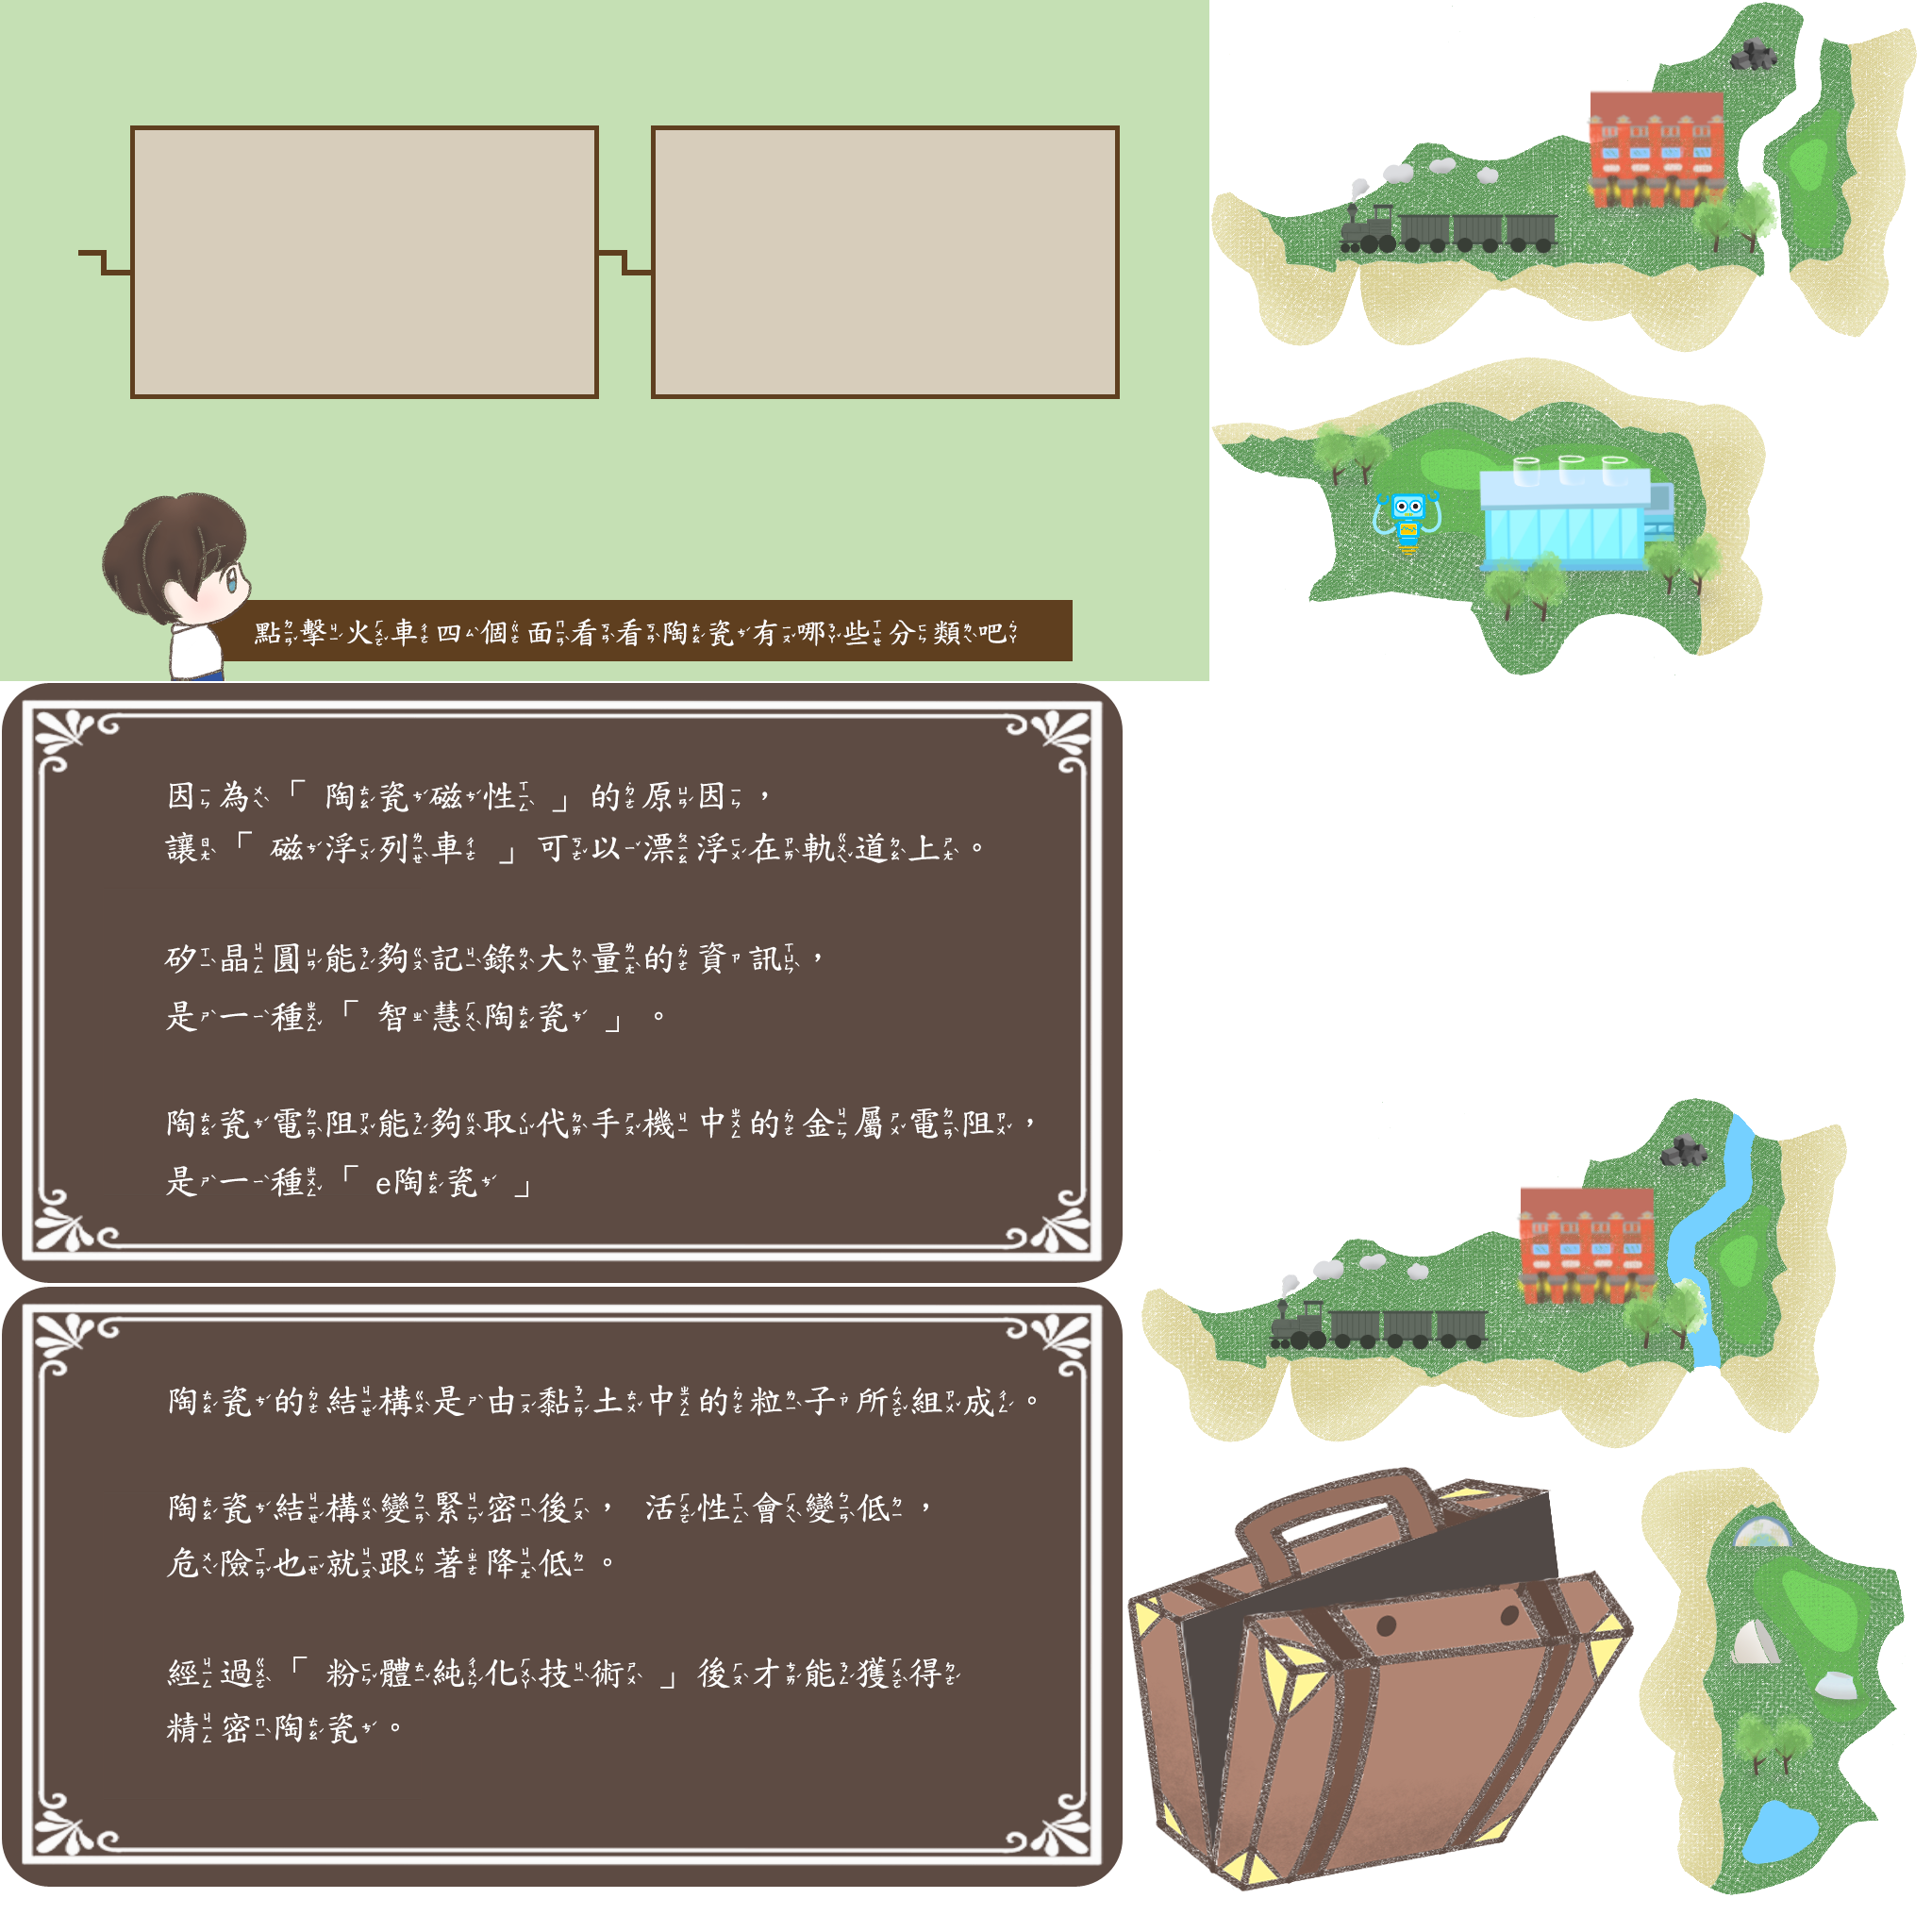 點擊火車四個面看看陶瓷有哪些分類吧
因為「陶瓷磁性」的原因，
讓「磁浮列車」可以漂浮在軌道上。
矽晶圓能夠記錄大量的資訊，
是一種「智慧陶瓷」。
陶瓷電阻能夠取代手機中的金屬電阻，
是一種「e陶瓷」
陶瓷的結構是由黏土中的粒子所組成。
陶瓷結構變緊密後，活性會變低，
危險也就跟著降低。
經過「粉體純化技術」後才能獲得
精密陶瓷。